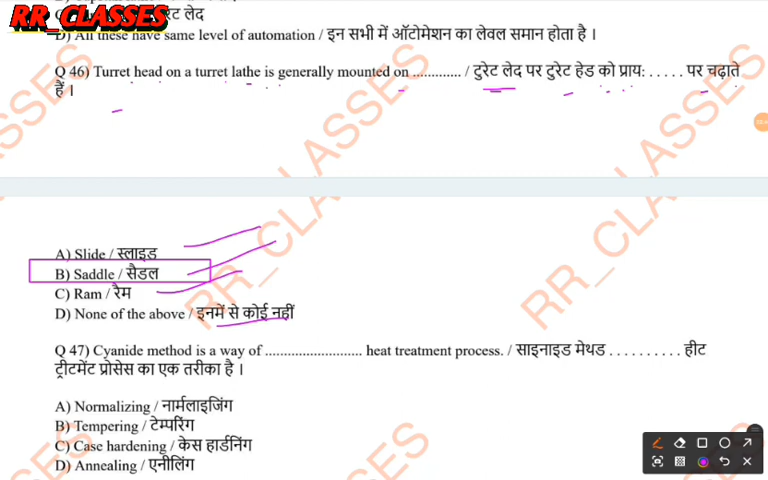 RR_CLASSES
D) All these have same level of automation / इन सभी में ऑटोमेशन का लेवल समान होता है ।
Q 46) Turret head on a turret lathe is generally mounted on ............. / टुरेट लेद पर टुरेट हेड को प्राय: . . . . . पर चढ़ाते
हैं ।
A) Slide / स्लाइड
B) Saddle / सैडल
C) Ram / रैम
D) None of the above / इनमें से कोई नहीं
Q 47) Cyanide method is a way of .......................... heat treatment process. / साइनाइड मेथड . . . . . . . . . . हीट
ट्रीटमेंट प्रोसेस का एक तरीका है ।
A) Normalizing / नार्मलाइजिंग
B) Tempering / टेम्परिंग
C) Case hardening / केस हार्डनिंग
D) Annealing / एनीलिंग